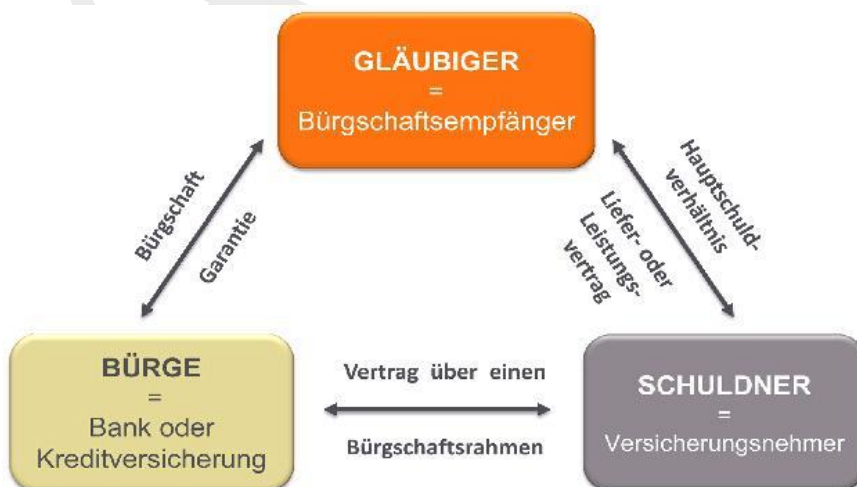 GLÄUBIGER
=
Bürgschaftsempfänger
Bürgschaft
Garantie
Hauptschuld-
verhältnis
Liefer- oder
Leistungs-
vertrag
BÜRGE
=
Bank oder
Kreditversicherung
Vertrag über einen
Bürgschaftsrahmen
SCHULDNER
=
Versicherungsnehmer